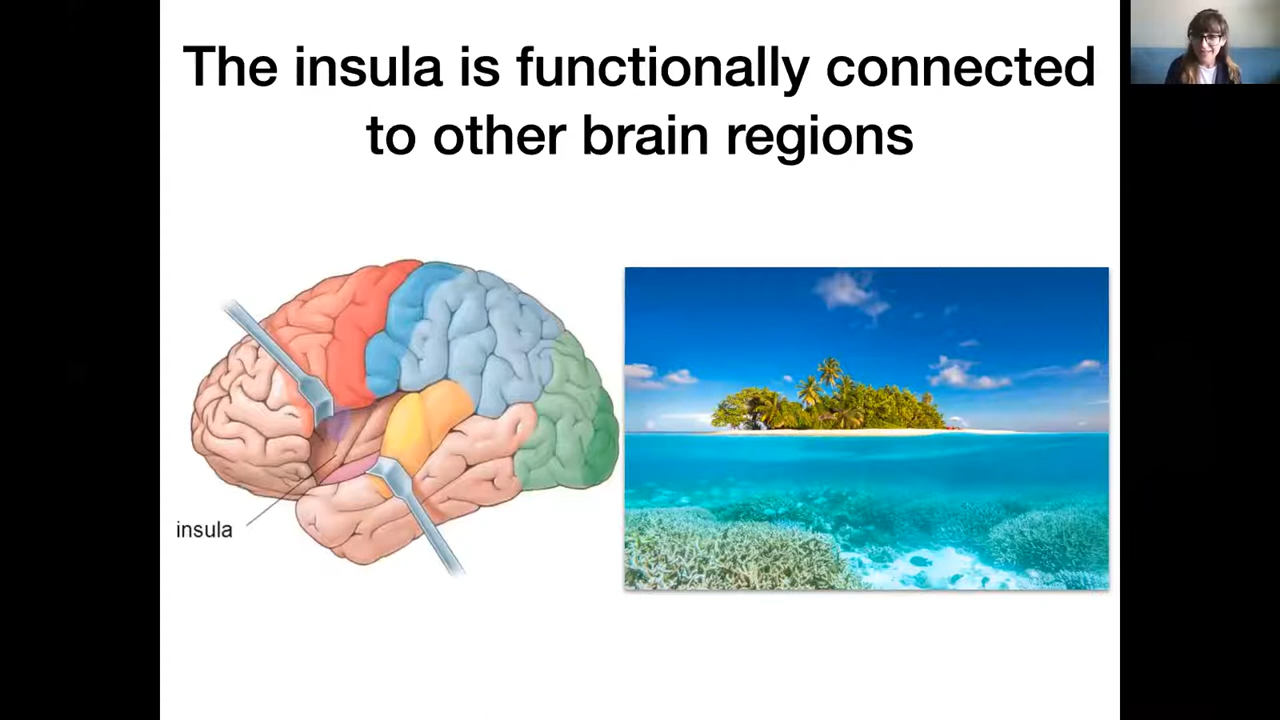 The insula is functionally connected
to other brain regions
insula